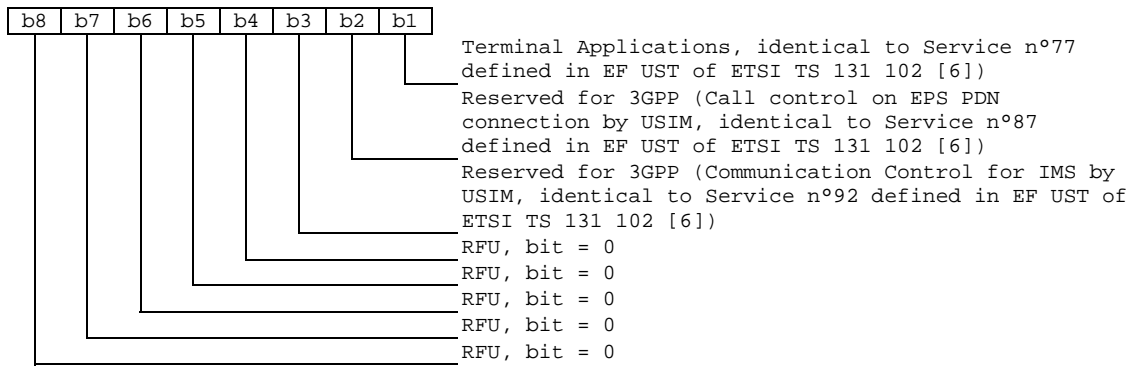 b8 b7 b6 b5 b4 b3 b2 b1
Terminal Applications, identical to Service n°77
defined in EF UST of ETSI TS 131 102 [6])
Reserved for 3GPP (Call control on EPS PDN
connection by USIM, identical to Service n°87
defined in EF UST of ETSI TS 131 102 [6])
Reserved for 3GPP (Communication Control for IMS by
USIM, identical to Service n°92 defined in EF UST of
ETSI TS 131 102 [6])
RFU, bit = 0
RFU, bit = 0
RFU, bit = 0
RFU, bit = 0
RFU, bit = 0